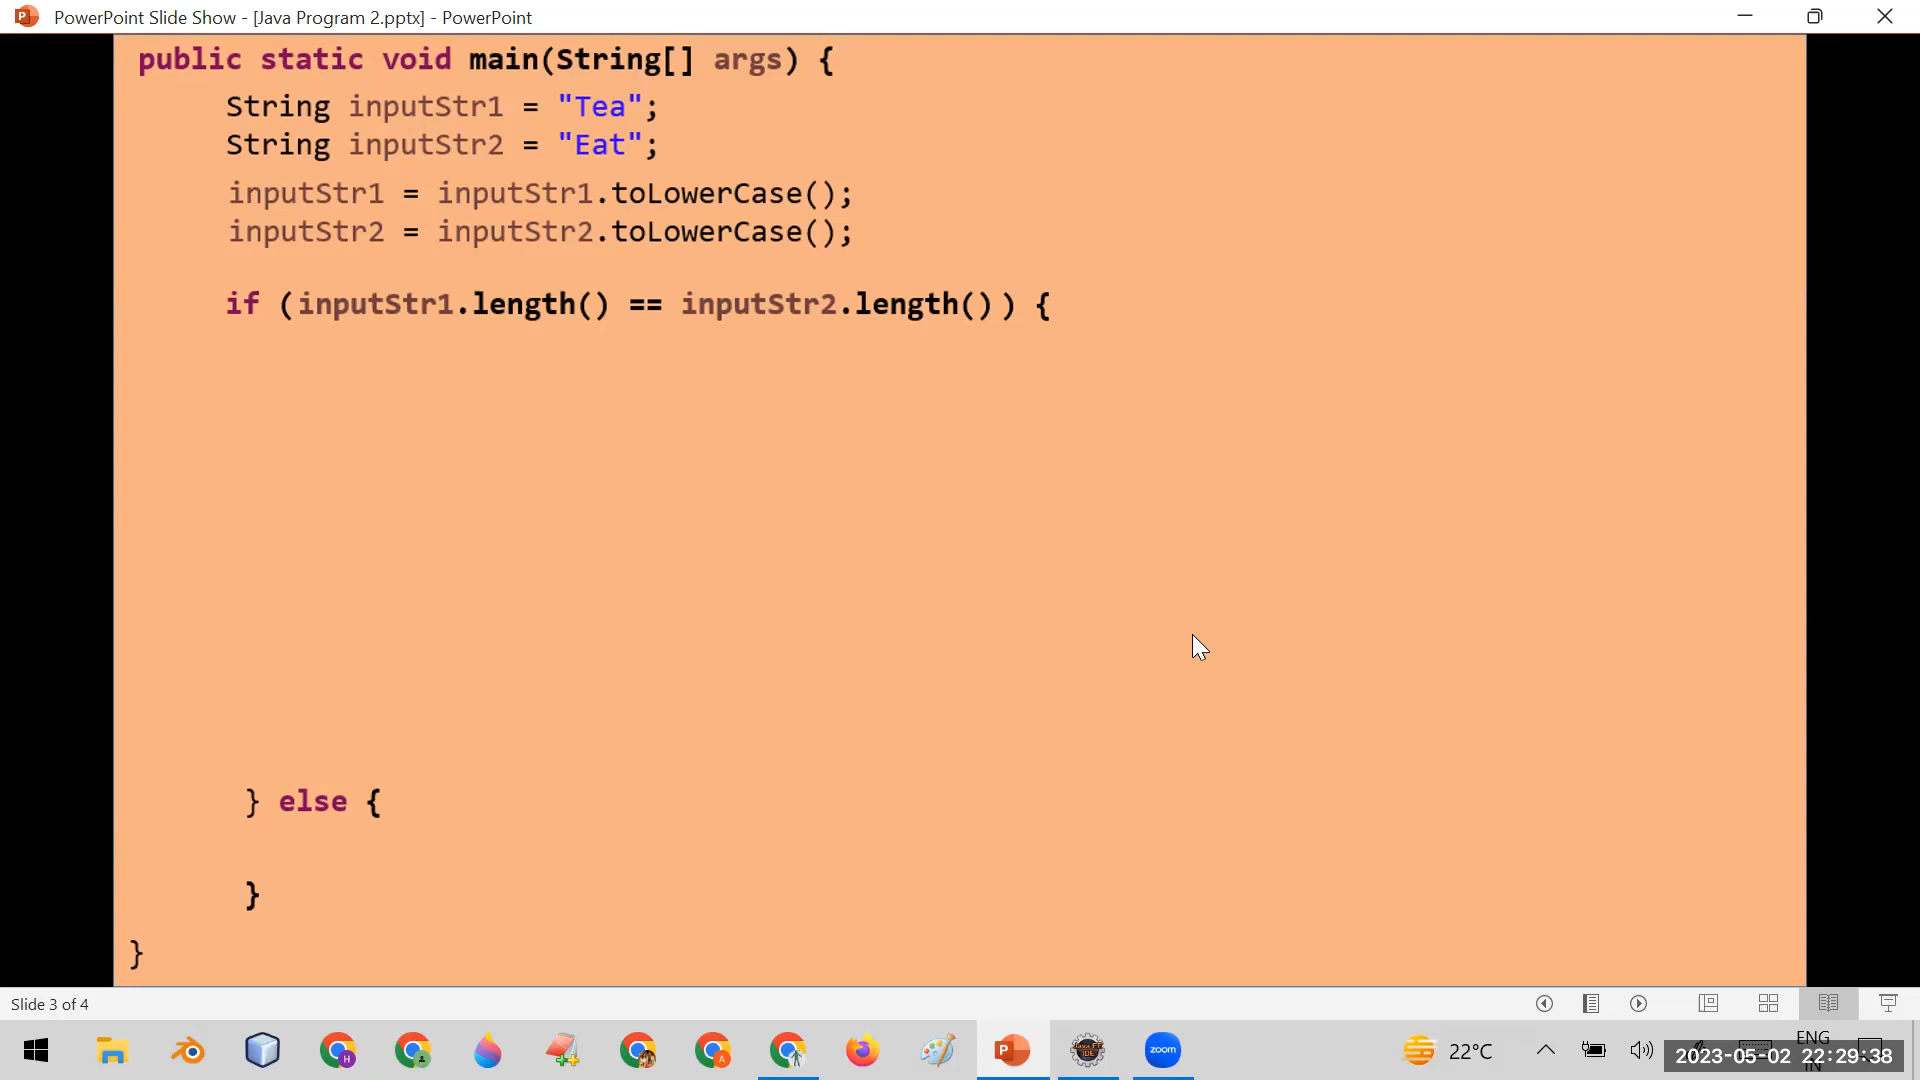 PowerPoint Slide Show - [Java Program 2.pptx] - PowerPoint
public static void main(String[] args) {
String inputStr1 = "Tea";
String inputStr2 = "Eat";
inputStr1 = inputStr1.toLowerCase();
inputStr2 = inputStr2.toLowerCase();
if (inputStr1.length() == inputStr2.length()) {
} else {
}
}
Slide 3 of 4
zoom
22°C
ENG
2023-05-02 22:29:38